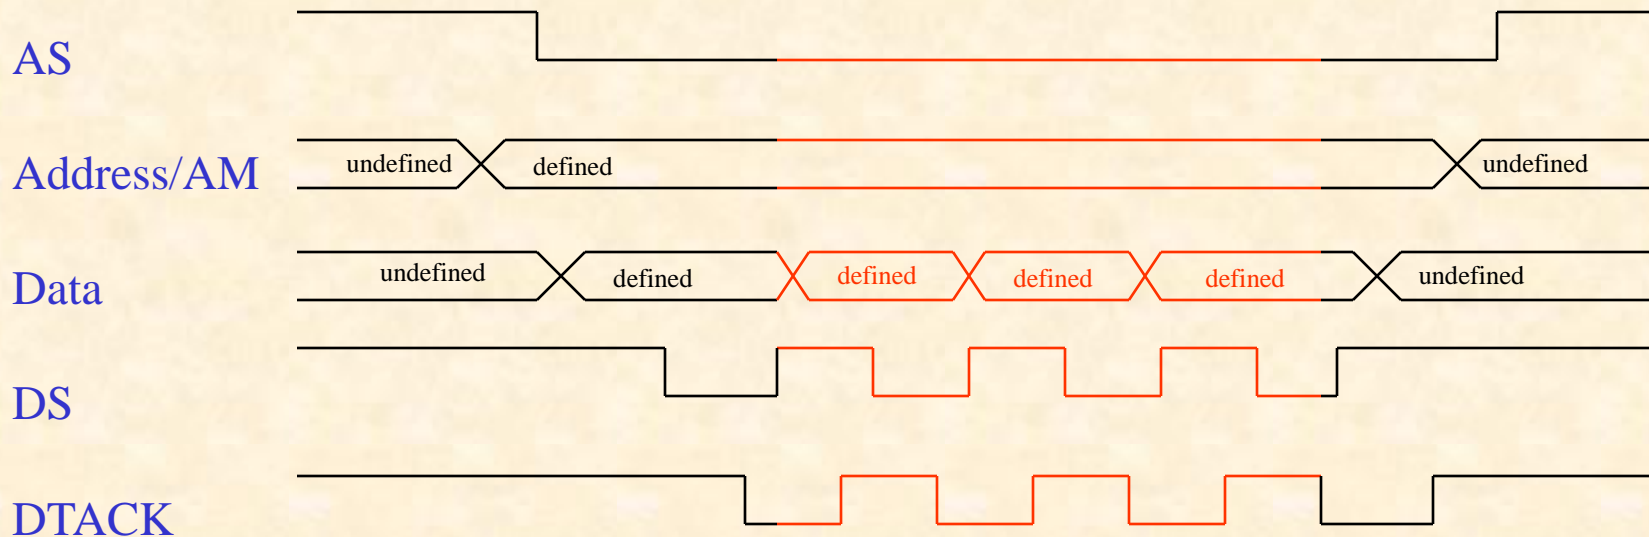 AS
Address/AM undefined defined undefined
Data undefined defined defined defined defined undefined
DS
DTACK